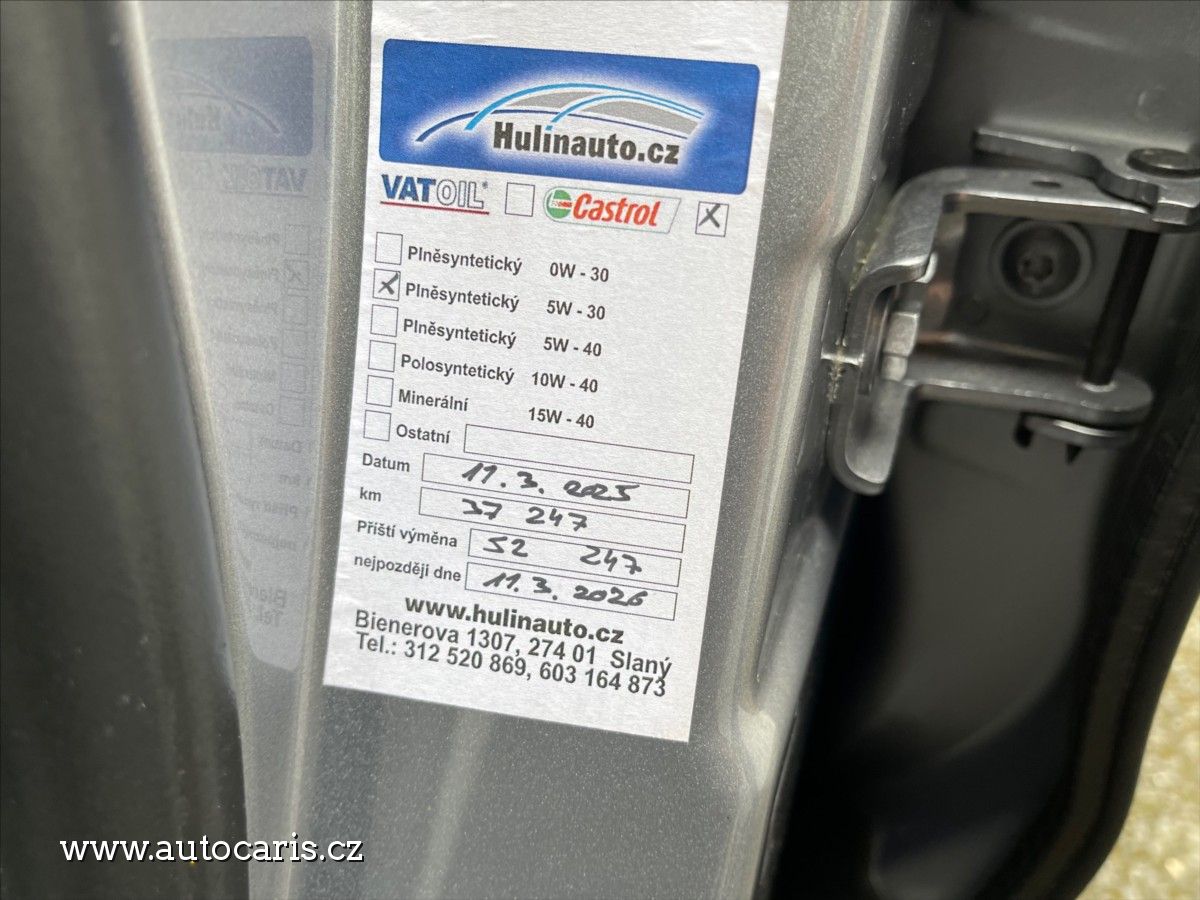 Hulinauto.cz
VATOIL® Castrol X
Plněsyntetický 0W - 30
X Plněsyntetický 5W - 30
Plněsyntetický 5W - 40
Polosyntetický 10W - 40
Minerální 15W - 40
Ostatní
Datum 11. 3. 2025
km 37 247
Příští výměna 52 247
nejpozději dne 11. 3. 2026
www.hulinauto.cz
Bienerova 1307, 274 01 Slaný
Tel.: 312 520 869, 603 164 873
www.autocaris.cz